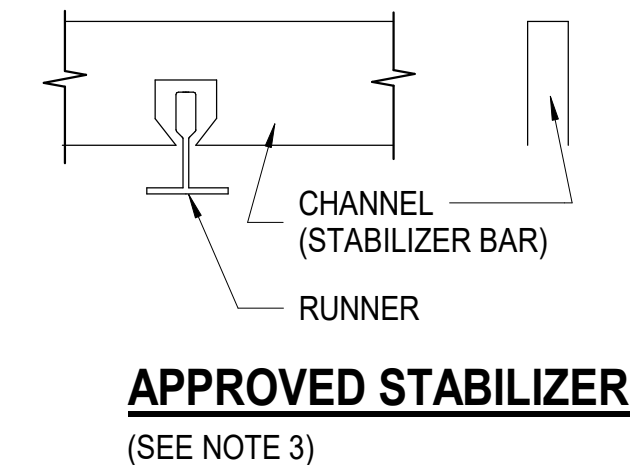 CHANNEL
(STABILIZER BAR)
RUNNER
APPROVED STABILIZER
(SEE NOTE 3)